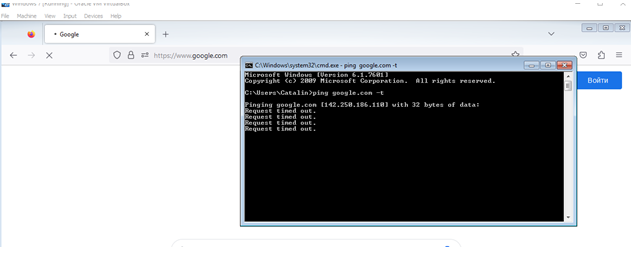 Windows 7 [Running] - Oracle VM VirtualBox
File Machine View Input Devices Help
Google
https://www.google.com
C:\Windows\system32\cmd.exe - ping google.com -t
Microsoft Windows [Version 6.1.7601]
Copyright (c) 2009 Microsoft Corporation. All rights reserved.
C:\Users\Catalin>ping google.com -t
Pinging google.com [142.250.186.110] with 32 bytes of data:
Request timed out.
Request timed out.
Request timed out.
Request timed out.
Войти